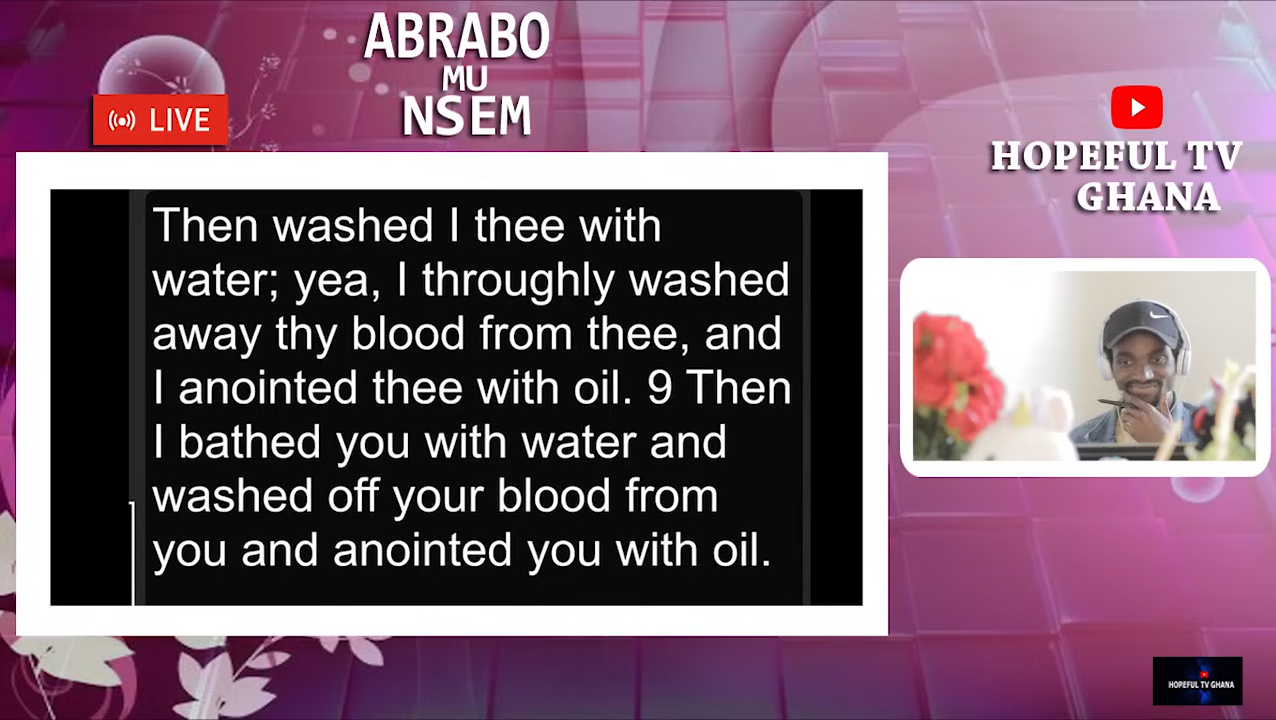 ABRABO
MU
NSEM
LIVE
HOPEFUL TV
GHANA
Then washed I thee with
water; yea, I throughly washed
away thy blood from thee, and
I anointed thee with oil. 9 Then
I bathed you with water and
washed off your blood from
you and anointed you with oil.
HOPEFUL TV GHANA